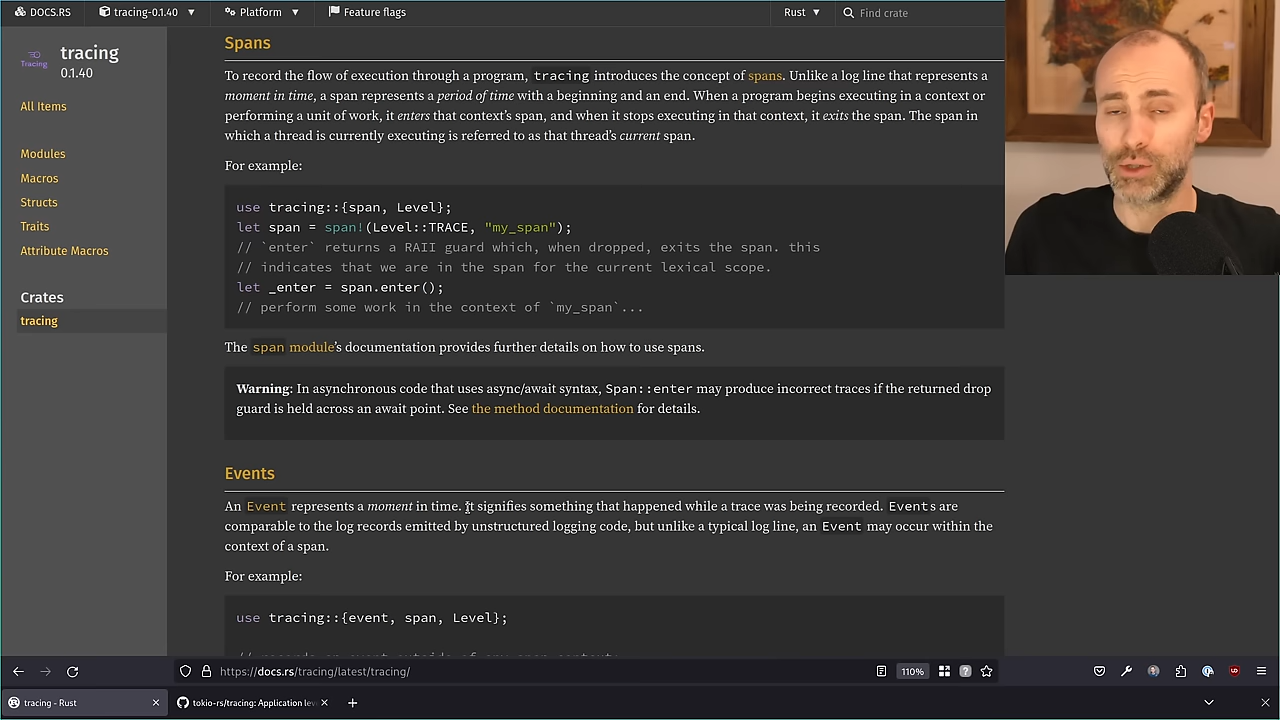 DOCS.RS
tracing-0.1.40
Platform
Feature flags
Rust
Find crate
Tracing
tracing
0.1.40
All Items
Modules
Macros
Structs
Traits
Attribute Macros
Crates
tracing
Spans
To record the flow of execution through a program, tracing introduces the concept of spans. Unlike a log line that represents a
moment in time, a span represents a period of time with a beginning and an end. When a program begins executing in a context or
performing a unit of work, it enters that context's span, and when it stops executing in that context, it exits the span. The span in
which a thread is currently executing is referred to as that thread's current span.
For example:
use tracing::{span, Level};
let span = span!(Level::TRACE, "my_span");
// `enter` returns a RAII guard which, when dropped, exits the span. this
// indicates that we are in the span for the current lexical scope.
let _enter = span.enter();
// perform some work in the context of `my_span`...
The span module's documentation provides further details on how to use spans.
Warning: In asynchronous code that uses async/await syntax, Span::enter may produce incorrect traces if the returned drop
guard is held across an await point. See the method documentation for details.
Events
An Event represents a moment in time. It signifies something that happened while a trace was being recorded. Events are
comparable to the log records emitted by unstructured logging code, but unlike a typical log line, an Event may occur within the
context of a span.
For example:
use tracing::{event, span, Level};
https://docs.rs/tracing/latest/tracing/
110%
tracing - Rust
tokio-rs/tracing: Application leve